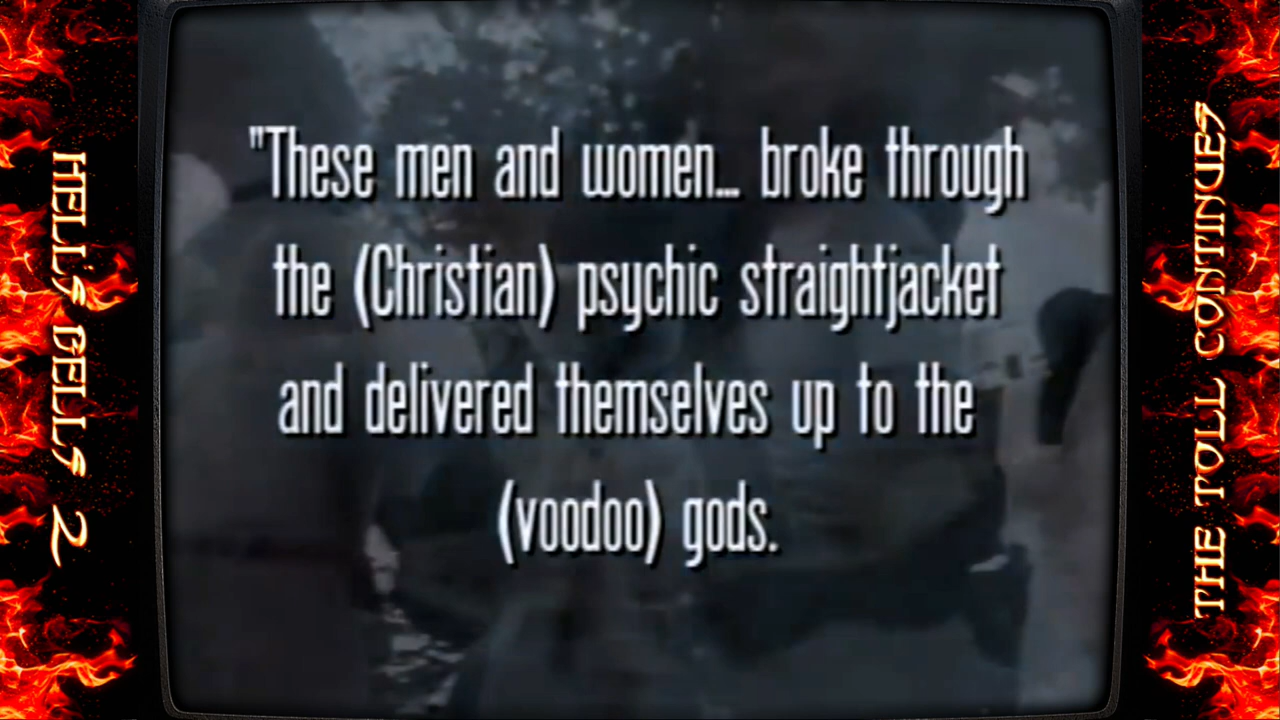 HELL'S BELLS 2
"These men and women... broke through
the (Christian) psychic straightjacket
and delivered themselves up to the
(voodoo) gods.
THE TOLL CONTINUES